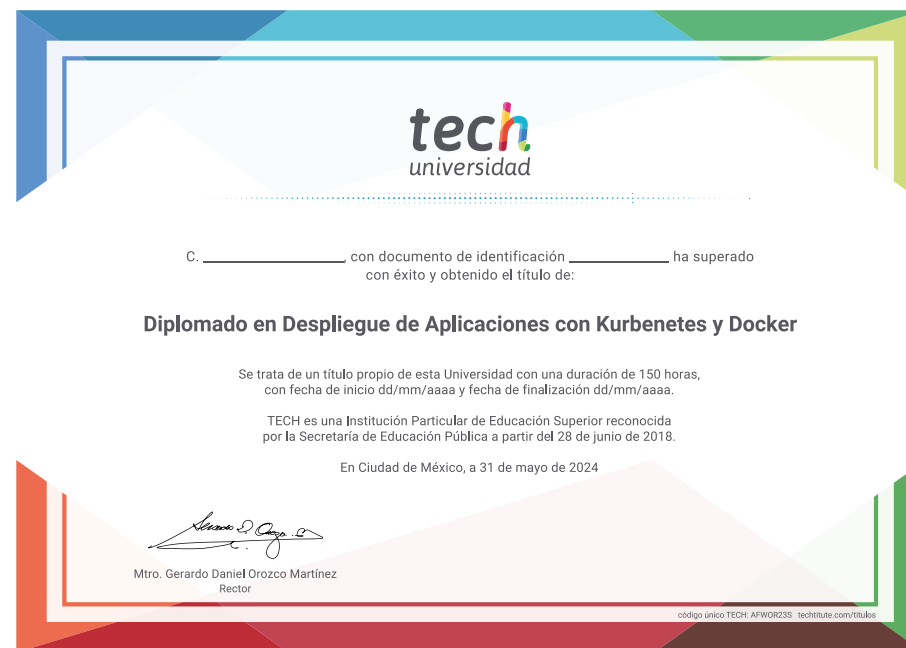 tech
universidad
C. ___________________, con documento de identificación _____________ ha superado
con éxito y obtenido el título de:
Diplomado en Despliegue de Aplicaciones con Kurbenetes y Docker
Se trata de un título propio de esta Universidad con una duración de 150 horas,
con fecha de inicio dd/mm/aaaa y fecha de finalización dd/mm/aaaa.
TECH es una Institución Particular de Educación Superior reconocida
por la Secretaría de Educación Pública a partir del 28 de junio de 2018.
En Ciudad de México, a 31 de mayo de 2024
Mtro. Gerardo Daniel Orozco Martínez
Rector
código único TECH: AFWOR23S techtitute.com/titulos